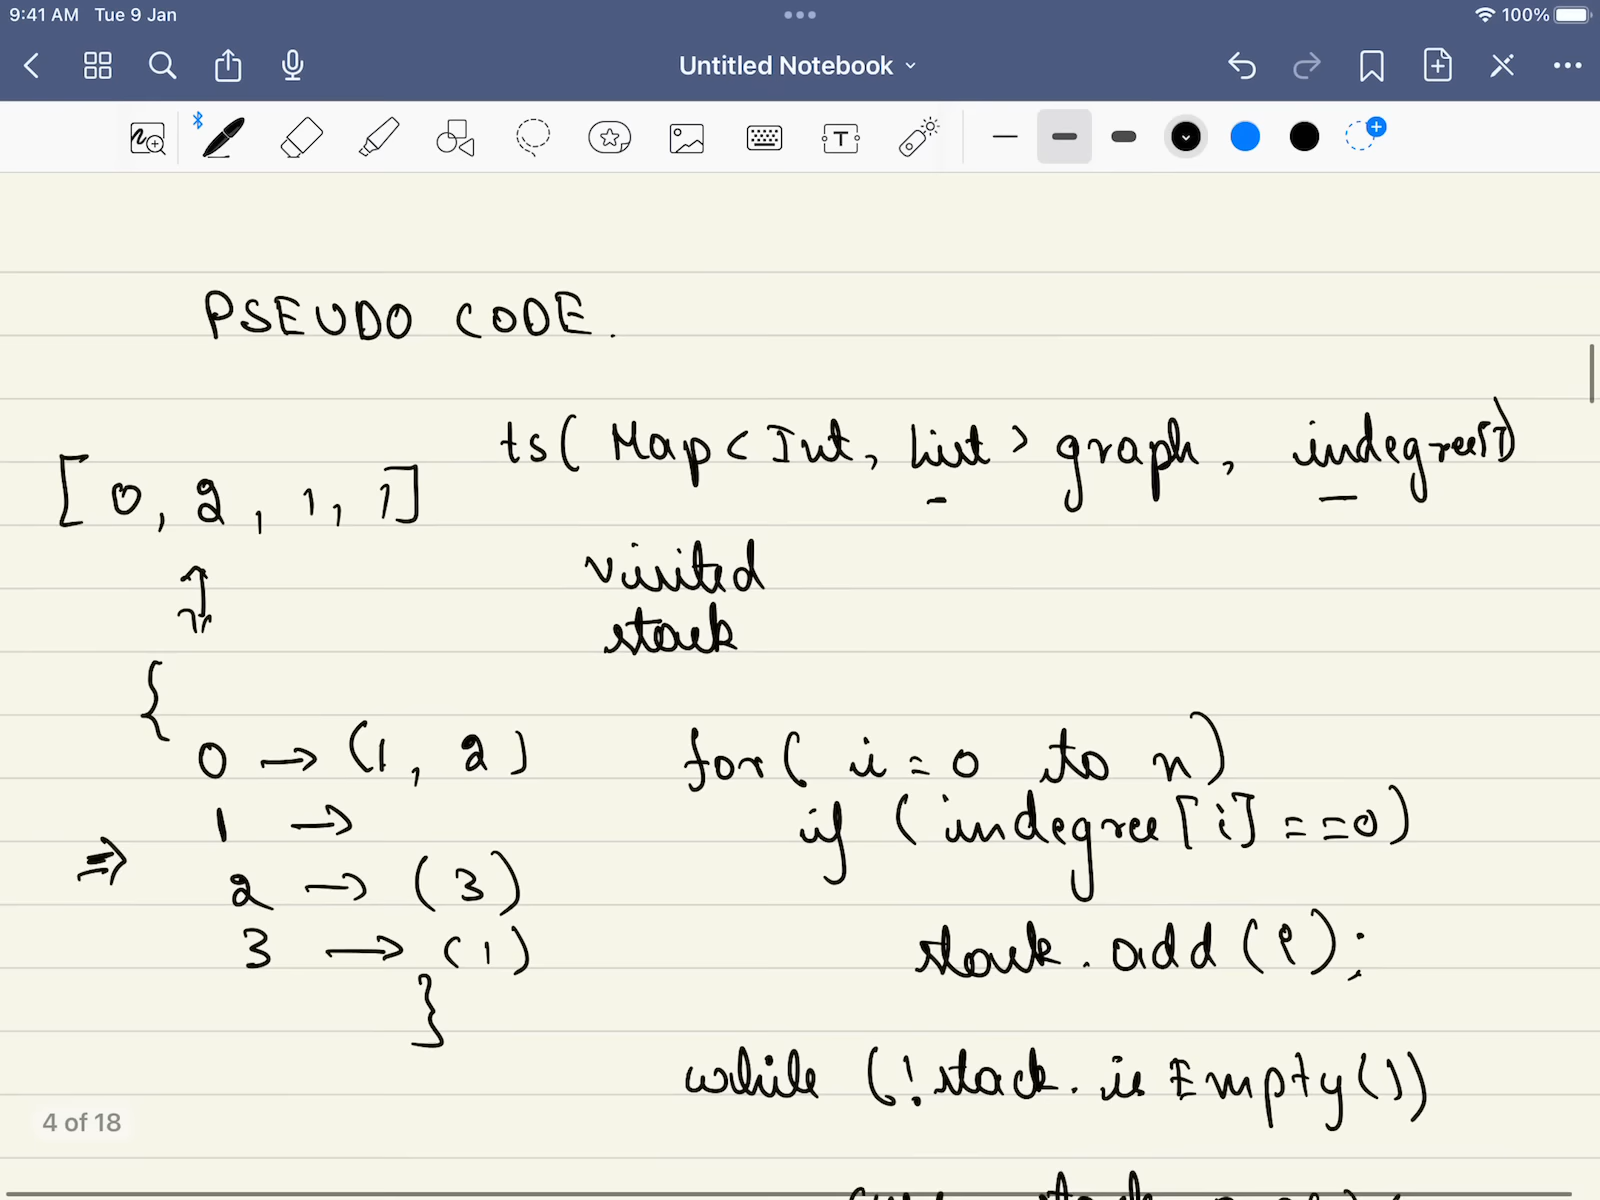 9:41 AM Tue 9 Jan
100%
Untitled Notebook
T
PSEUDO CODE.
ts( Map < Int, List > graph, indegree[])
[ 0, 2, 1, 1]
visited
stack
{
0 → (1, 2)
1 →
2 → (3)
3 → (1)
}
for( i = 0 to n)
if ( indegree[i] ==0)
stack. add (i);
while (!stack. is Empty())
4 of 18